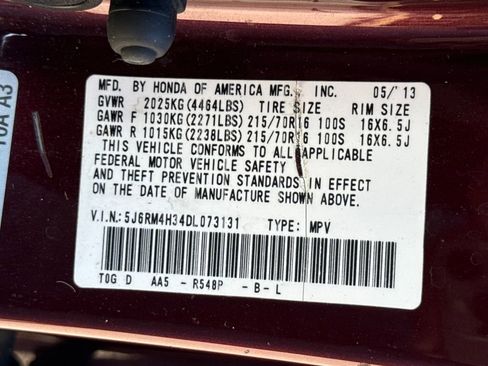 MFD. BY HONDA OF AMERICA MFG., INC. 05/'13
GVWR 2025KG(4464LBS) TIRE SIZE RIM SIZE
GAWR F 1030KG(2271LBS) 215/70R16 100S 16X6.5J
GAWR R 1015KG(2238LBS) 215/70R16 100S 16X6.5J
THIS VEHICLE CONFORMS TO ALL APPLICABLE
FEDERAL MOTOR VEHICLE SAFETY
AND THEFT PREVENTION STANDARDS IN EFFECT
ON THE DATE OF MANUFACTURE SHOWN ABOVE.
V.I.N.:5J6RM4H34DL073131 TYPE: MPV
T0G D AA5 - R548P - B - L
10A A3